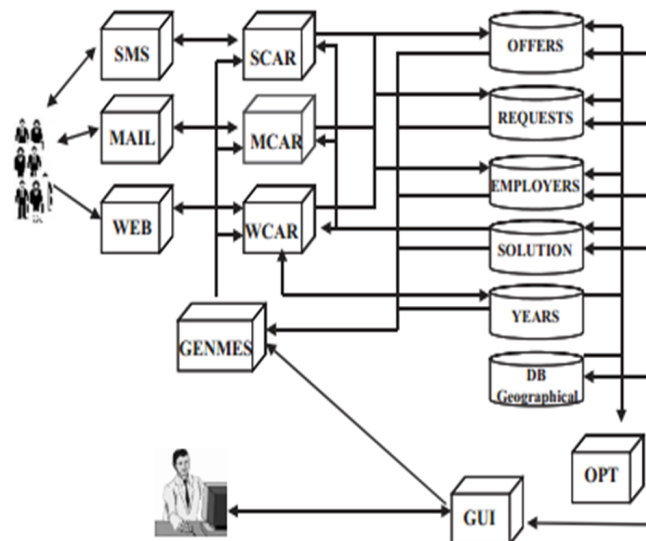 SMS
SCAR
OFFERS
MAIL
MCAR
REQUESTS
EMPLOYERS
WEB
WCAR
SOLUTION
GENMES
YEARS
DB
Geographical
OPT
GUI